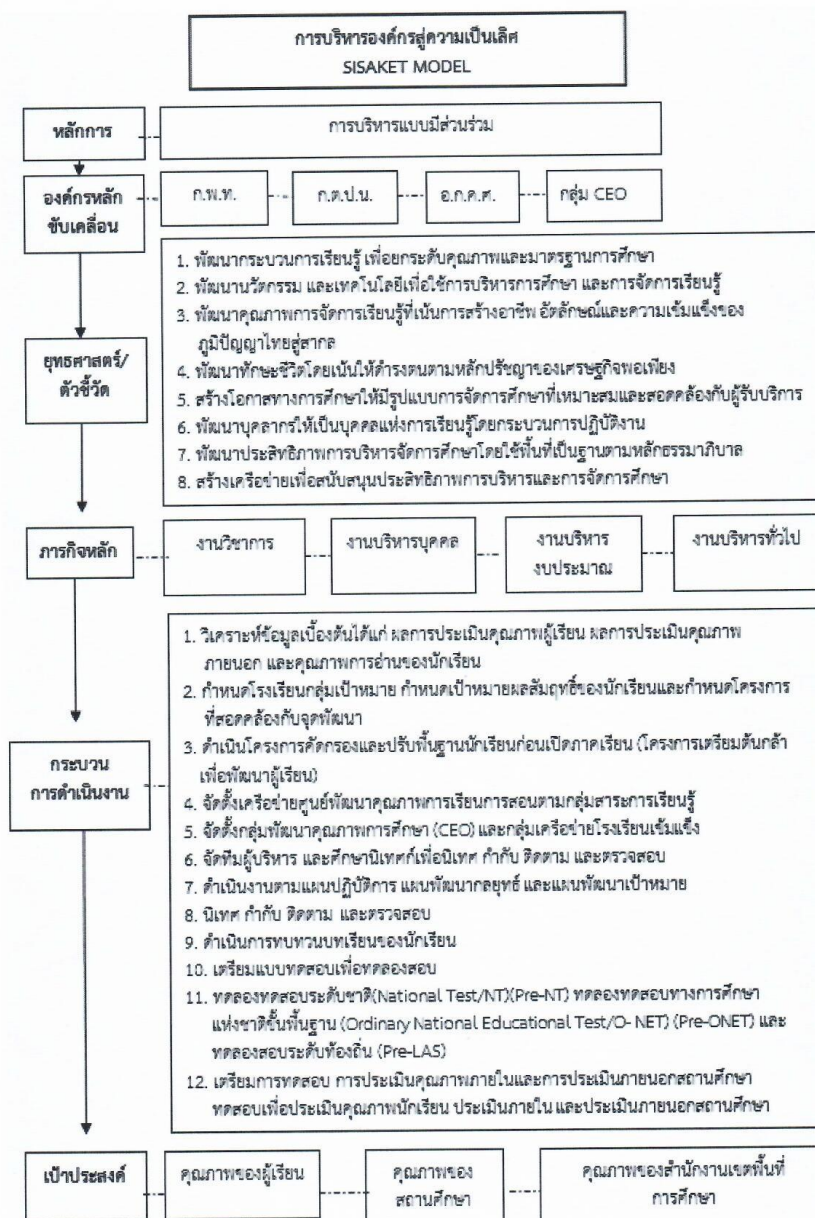 การบริหารองค์กรสู่ความเป็นเลิศ
SISAKET MODEL
หลักการ
การบริหารแบบมีส่วนร่วม
องค์กรหลัก
ขับเคลื่อน
ก.พ.ท.
ก.ต.ป.น.
อ.ก.ค.ศ.
กลุ่ม CEO
ยุทธศาสตร์/
ตัวชี้วัด
1. พัฒนากระบวนการเรียนรู้ เพื่อยกระดับคุณภาพและมาตรฐานการศึกษา
2. พัฒนานวัตกรรม และเทคโนโลยีเพื่อใช้การบริหารการศึกษา และการจัดการเรียนรู้
3. พัฒนาคุณภาพการจัดการเรียนรู้ที่เน้นการสร้างอาชีพ อัตลักษณ์และความเข้มแข็งของ
ภูมิปัญญาไทยสู่สากล
4. พัฒนาทักษะชีวิตโดยเน้นให้ดำรงตนตามหลักปรัชญาของเศรษฐกิจพอเพียง
5. สร้างโอกาสทางการศึกษาให้มีรูปแบบการจัดการศึกษาที่เหมาะสมและสอดคล้องกับผู้รับบริการ
6. พัฒนาบุคลากรให้เป็นบุคคลแห่งการเรียนรู้โดยกระบวนการปฏิบัติงาน
7. พัฒนาประสิทธิภาพการบริหารจัดการศึกษาโดยใช้พื้นที่เป็นฐานตามหลักธรรมาภิบาล
8. สร้างเครือข่ายเพื่อสนับสนุนประสิทธิภาพการบริหารและการจัดการศึกษา
ภารกิจหลัก
งานวิชาการ
งานบริหารบุคคล
งานบริหาร
งบประมาณ
งานบริหารทั่วไป
กระบวน
การดำเนินงาน
1. วิเคราะห์ข้อมูลเบื้องต้นได้แก่ ผลการประเมินคุณภาพผู้เรียน ผลการประเมินคุณภาพ
ภายนอก และคุณภาพการอ่านของนักเรียน
2. กำหนดโรงเรียนกลุ่มเป้าหมาย กำหนดเป้าหมายผลสัมฤทธิ์ของนักเรียนและกำหนดโครงการ
ที่สอดคล้องกับจุดพัฒนา
3. ดำเนินโครงการคัดกรองและปรับพื้นฐานนักเรียนก่อนเปิดภาคเรียน (โครงการเตรียมต้นกล้า
เพื่อพัฒนาผู้เรียน)
4. จัดตั้งเครือข่ายศูนย์พัฒนาคุณภาพการเรียนการสอนตามกลุ่มสาระการเรียนรู้
5. จัดตั้งกลุ่มพัฒนาคุณภาพการศึกษา (CEO) และกลุ่มเครือข่ายโรงเรียนเข้มแข็ง
6. จัดทีมผู้บริหาร และศึกษานิเทศก์เพื่อนิเทศ กำกับ ติดตาม และตรวจสอบ
7. ดำเนินงานตามแผนปฏิบัติการ แผนพัฒนากลยุทธ์ และแผนพัฒนาเป้าหมาย
8. นิเทศ กำกับ ติดตาม และตรวจสอบ
9. ดำเนินการทบทวนบทเรียนของนักเรียน
10. เตรียมแบบทดสอบเพื่อทดลองสอบ
11. ทดลองทดสอบระดับชาติ(National Test/NT)(Pre-NT) ทดลองทดสอบทางการศึกษา
แห่งชาติขั้นพื้นฐาน (Ordinary National Educational Test/O- NET) (Pre-ONET) และ
ทดลองสอบระดับท้องถิ่น (Pre-LAS)
12. เตรียมการทดสอบ การประเมินคุณภาพภายในและการประเมินภายนอกสถานศึกษา
ทดสอบเพื่อประเมินคุณภาพนักเรียน ประเมินภายใน และประเมินภายนอกสถานศึกษา
เป้าประสงค์
คุณภาพของผู้เรียน
คุณภาพของ
สถานศึกษา
คุณภาพของสำนักงานเขตพื้นที่
การศึกษา